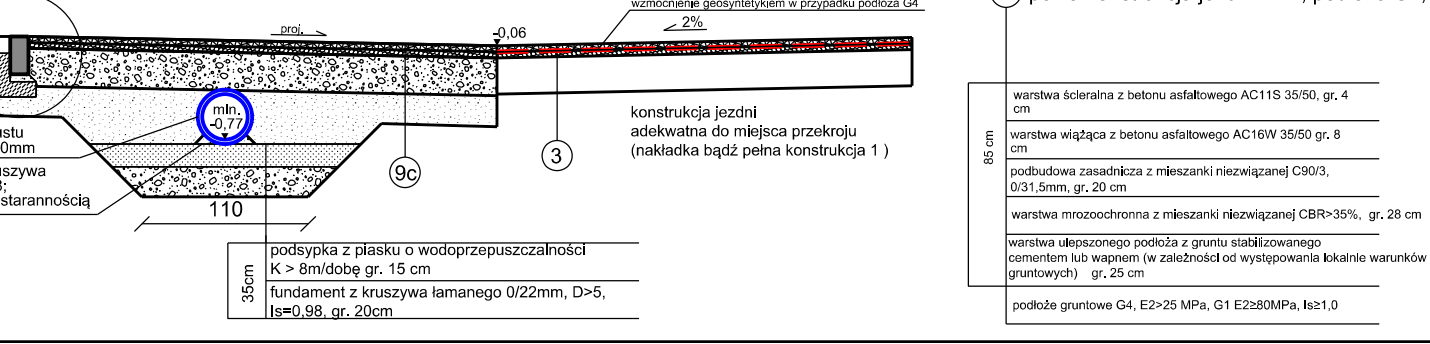 wzmocnienie geosyntetykiem w przypadku podłoża G4
proj.
-0,06
2%
min.
-0,77
ustu
0mm
uszywa
starannością
9c
3
110
konstrukcja jezdni
adekwatna do miejsca przekroju
(nakładka bądź pełna konstrukcja 1 )
35cm
podsypka z piasku o wodoprzepuszczalności
K > 8m/dobę gr. 15 cm
fundament z kruszywa łamanego 0/22mm, D>5,
Is=0,98, gr. 20cm
85 cm
warstwa ścieralna z betonu asfaltowego AC11S 35/50, gr. 4
cm
warstwa wiążąca z betonu asfaltowego AC16W 35/50 gr. 8
cm
podbudowa zasadnicza z mieszanki niezwiązanej C90/3,
0/31,5mm, gr. 20 cm
warstwa mrozoochronna z mieszanki niezwiązanej CBR>35%, gr. 28 cm
warstwa ulepszonego podłoża z gruntu stabilizowanego
cementem lub wapnem (w zależności od występowania lokalnie warunków
gruntowych) gr. 25 cm
podłoże gruntowe G4, E2>25 MPa, G1 E2≥80MPa, Is≥1,0